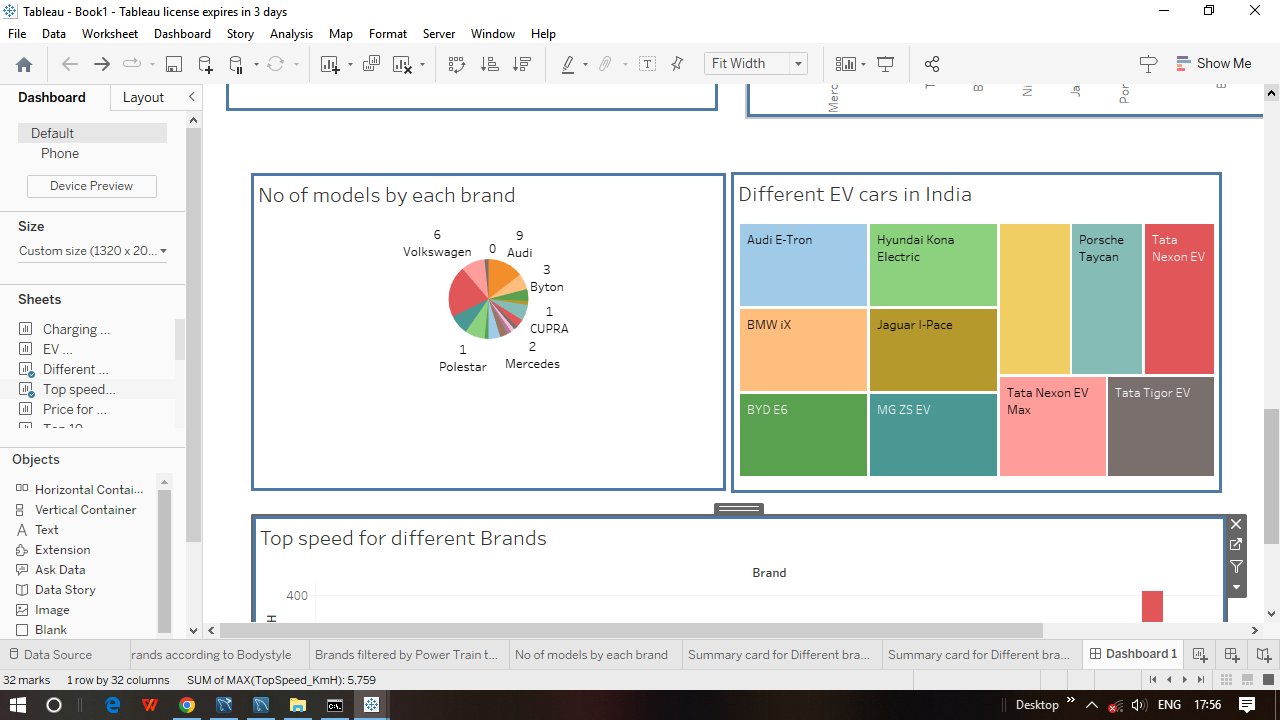 Tableau - Book1 - Tableau license expires in 3 days
File Data Worksheet Dashboard Story Analysis Map Format Server Window Help
Fit Width
Show Me
Dashboard Layout
Default
Phone
Device Preview
Size
Custom size (1320 x 20...
Sheets
Charging ...
EV ...
Different ...
Top speed...
Price for ...
Objects
Horizontal Contai...
Vertical Container
Text
Extension
Ask Data
Data Story
Image
Blank
No of models by each brand
6
Volkswagen
0
9
Audi
3
Byton
1
CUPRA
2
Mercedes
1
Polestar
Different EV cars in India
Audi E-Tron
Hyundai Kona
Electric
Porsche
Taycan
Tata
Nexon EV
BMW iX
Jaguar I-Pace
BYD E6
MG ZS EV
Tata Nexon EV
Max
Tata Tigor EV
Top speed for different Brands
Brand
400
H
Data Source
rands according to Bodystyle
Brands filtered by Power Train t...
No of models by each brand
Summary card for Different bra...
Summary card for Different bra...
Dashboard 1
32 marks 1 row by 32 columns SUM of MAX(TopSpeed_KmH): 5,759
Desktop
ENG
17:56